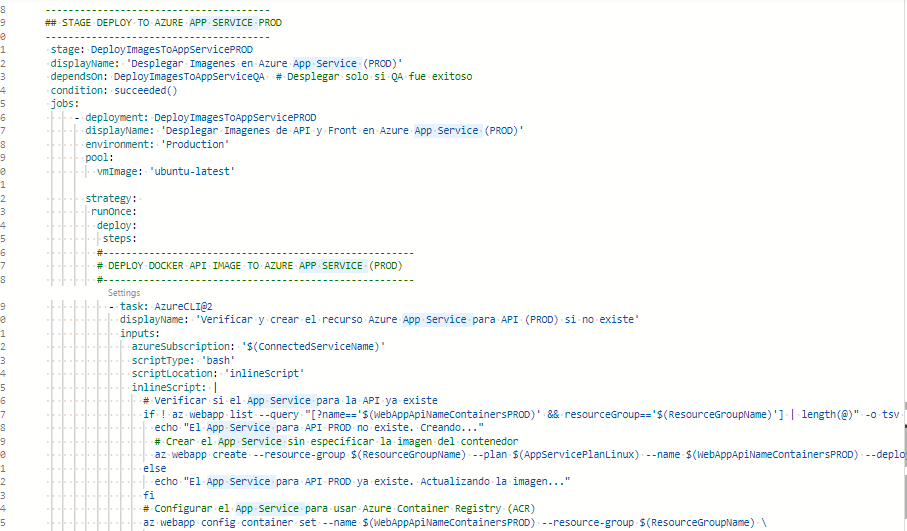 8 ---------------------------------------
9 ## STAGE DEPLOY TO AZURE APP SERVICE PROD
0 ---------------------------------------
1 stage: DeployImagesToAppServicePROD
2 displayName: 'Desplegar Imagenes en Azure App Service (PROD)'
3 dependsOn: DeployImagesToAppServiceQA # Desplegar solo si QA fue exitoso
4 condition: succeeded()
5 jobs:
6 - deployment: DeployImagesToAppServicePROD
7 displayName: 'Desplegar Imagenes de API y Front en Azure App Service (PROD)'
8 environment: 'Production'
9 pool:
0 vmImage: 'ubuntu-latest'
1
2 strategy:
3 runOnce:
4 deploy:
5 steps:
6 #------------------------------------------------------
7 # DEPLOY DOCKER API IMAGE TO AZURE APP SERVICE (PROD)
8 #------------------------------------------------------
Settings
9 - task: AzureCLI@2
0 displayName: 'Verificar y crear el recurso Azure App Service para API (PROD) si no existe'
1 inputs:
2 azureSubscription: '$(ConnectedServiceName)'
3 scriptType: 'bash'
4 scriptLocation: 'inlineScript'
5 inlineScript: |
6 # Verificar si el App Service para la API ya existe
7 if ! az webapp list --query "[?name=='$(WebAppApiNameContainersPROD)' && resourceGroup=='$(ResourceGroupName)'] | length(@)" -o tsv
8 echo "El App Service para API PROD no existe. Creando..."
9 # Crear el App Service sin especificar la imagen del contenedor
0 az webapp create --resource-group $(ResourceGroupName) --plan $(AppServicePlanLinux) --name $(WebAppApiNameContainersPROD) --deplo
1 else
2 echo "El App Service para API PROD ya existe. Actualizando la imagen..."
3 fi
4 # Configurar el App Service para usar Azure Container Registry (ACR)
5 az webapp config container set --name $(WebAppApiNameContainersPROD) --resource-group $(ResourceGroupName) \